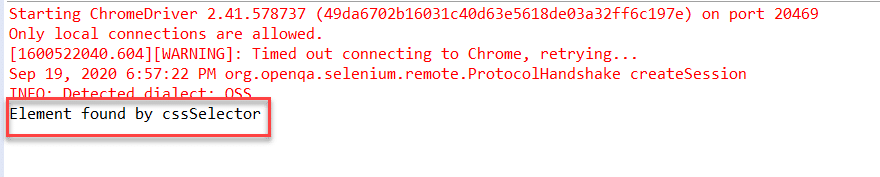 Starting ChromeDriver 2.41.578737 (49da6702b16031c40d63e5618de03a32ff6c197e) on port 20469
Only local connections are allowed.
[1600522040.604][WARNING]: Timed out connecting to Chrome, retrying...
Sep 19, 2020 6:57:22 PM org.openqa.selenium.remote.ProtocolHandshake createSession
INFO: Detected dialect: OSS
Element found by cssSelector